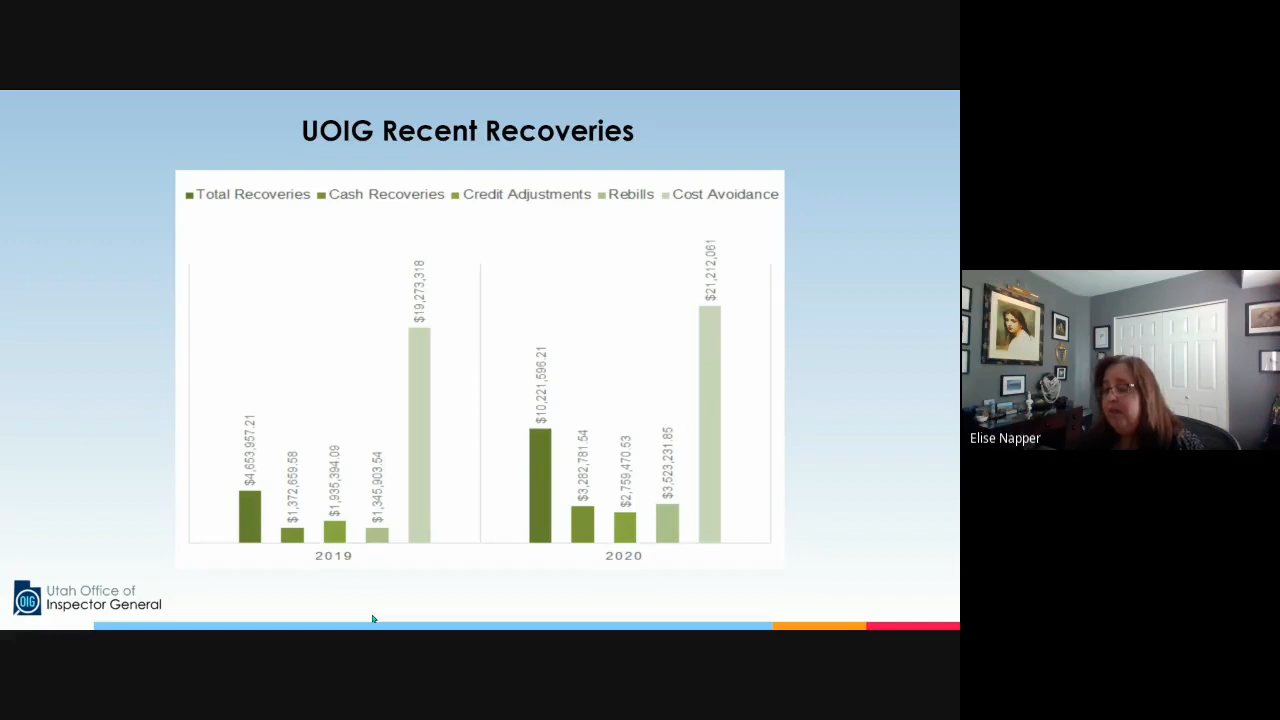 UOIG Recent Recoveries
Total Recoveries Cash Recoveries Credit Adjustments Rebills Cost Avoidance
$4,653,957.21
$1,372,659.58
$1,935,394.09
$1,345,903.54
$19,273,318
$10,221,596.21
$3,282,781.54
$2,759,470.53
$3,523,231.85
$21,212,061
2019
2020
Utah Office of
OIG Inspector General
Elise Napper